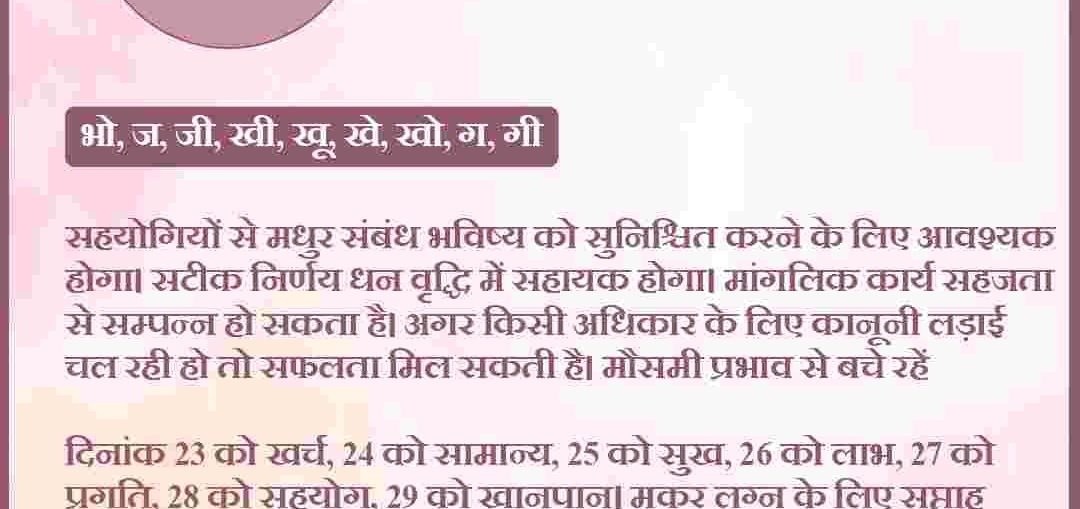 भो, ज, जी, खी, खू, खे, खो, ग, गी
सहयोगियों से मधुर संबंध भविष्य को सुनिश्चित करने के लिए आवश्यक
होगा। सटीक निर्णय धन वृद्धि में सहायक होगा। मांगलिक कार्य सहजता
से सम्पन्न हो सकता है। अगर किसी अधिकार के लिए कानूनी लड़ाई
चल रही हो तो सफलता मिल सकती है। मौसमी प्रभाव से बचे रहें
दिनांक 23 को खर्च, 24 को सामान्य, 25 को सुख, 26 को लाभ, 27 को
प्रगति, 28 को सहयोग, 29 को खानपान। मकर लग्न के लिए सप्ताह